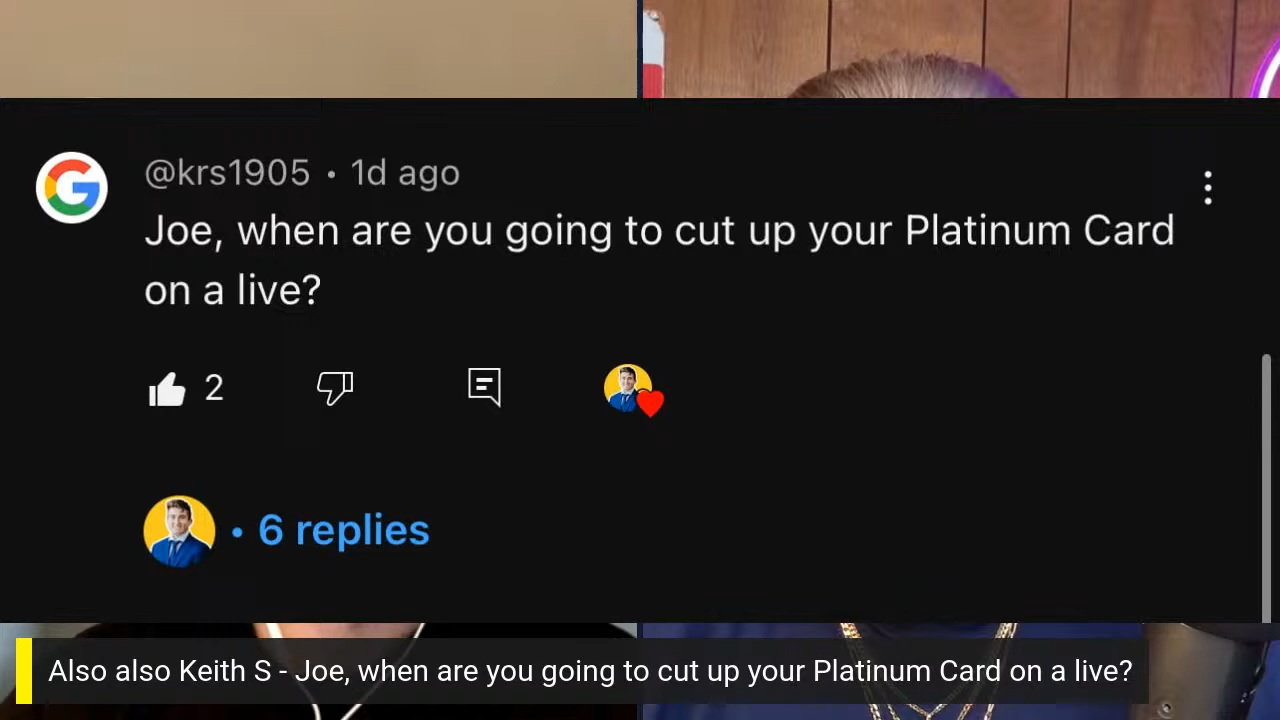 @krs1905 • 1d ago
Joe, when are you going to cut up your Platinum Card
on a live?
2
• 6 replies
Also also Keith S - Joe, when are you going to cut up your Platinum Card on a live?